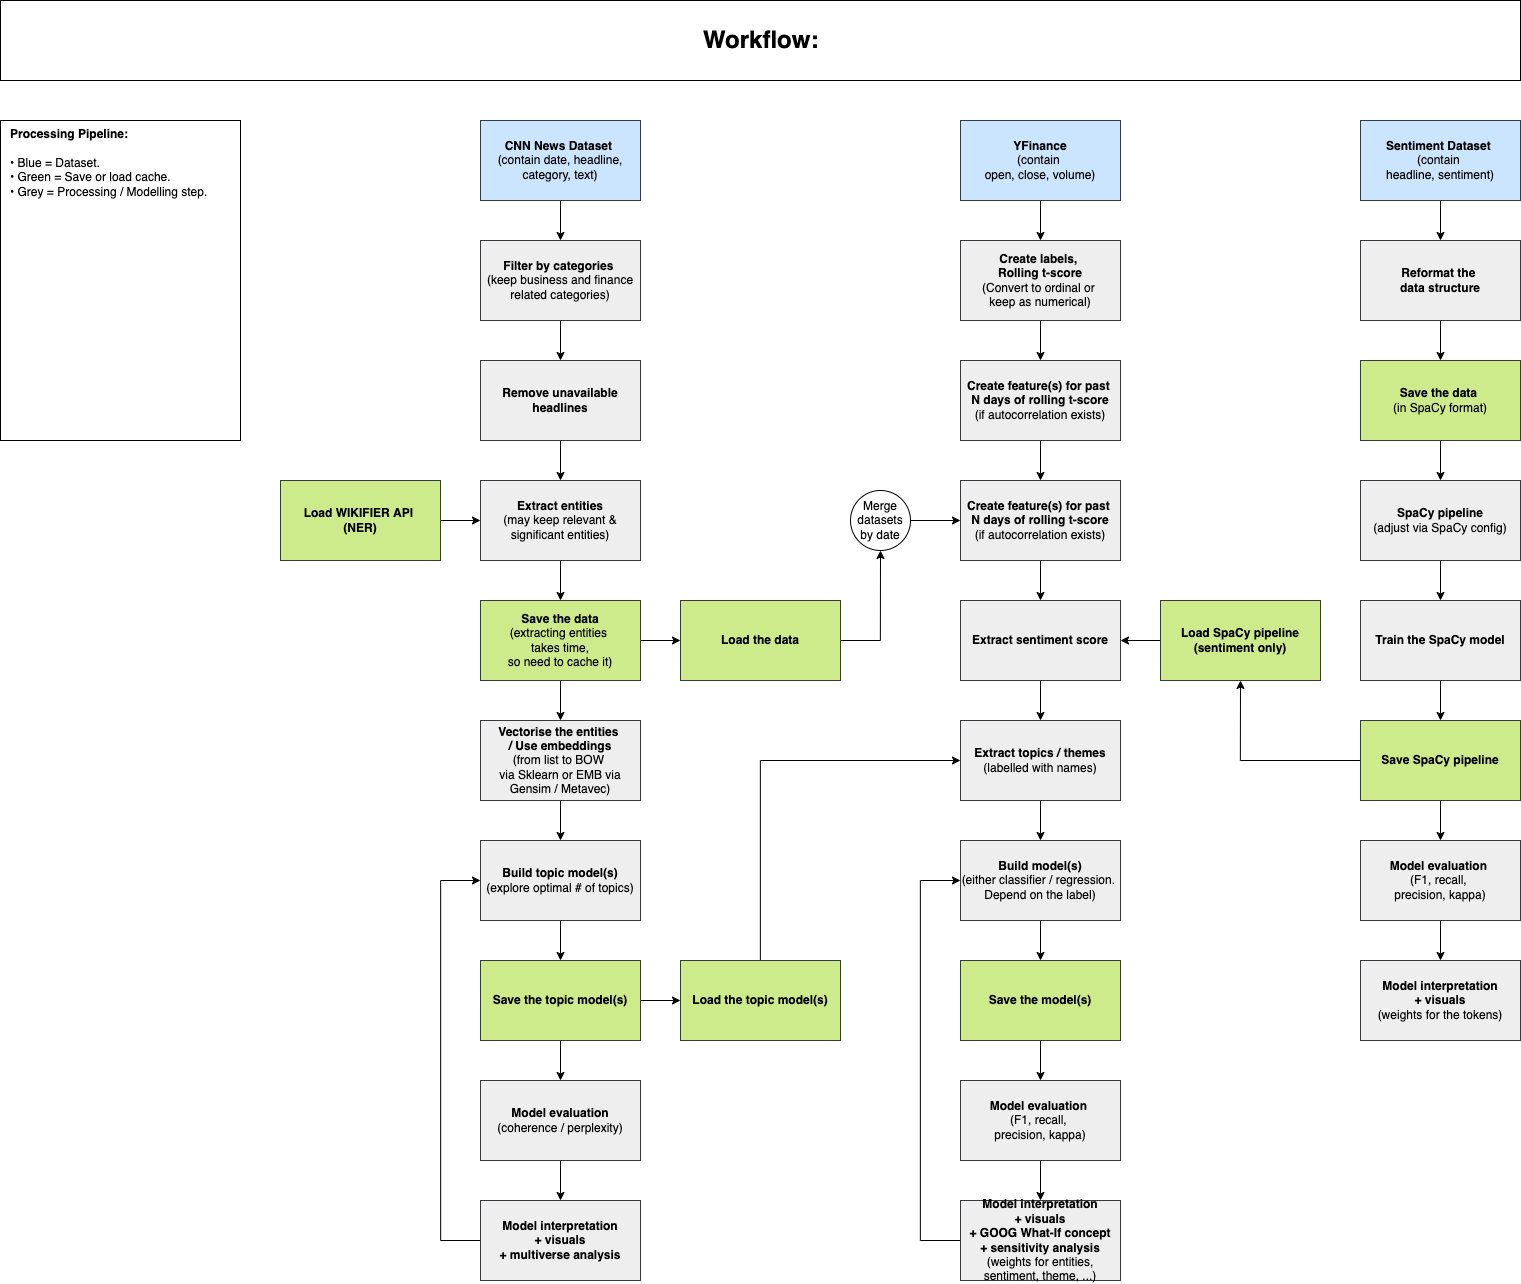 Workflow:
Processing Pipeline:
• Blue = Dataset.
• Green = Save or load cache.
• Grey = Processing / Modelling step.
CNN News Dataset
(contain date, headline,
category, text)
Filter by categories
(keep business and finance
related categories)
Remove unavailable
headlines
Load WIKIFIER API
(NER)
Extract entities
(may keep relevant &
significant entities)
Save the data
(extracting entities
takes time,
so need to cache it)
Load the data
Vectorise the entities
/ Use embeddings
(from list to BOW
via Sklearn or EMB via
Gensim / Metavec)
Build topic model(s)
(explore optimal # of topics)
Save the topic model(s)
Load the topic model(s)
Model evaluation
(coherence / perplexity)
Model interpretation
+ visuals
+ multiverse analysis
YFinance
(contain
open, close, volume)
Create labels,
Rolling t-score
(Convert to ordinal or
keep as numerical)
Create feature(s) for past
N days of rolling t-score
(if autocorrelation exists)
Merge
datasets
by date
Create feature(s) for past
N days of rolling t-score
(if autocorrelation exists)
Extract sentiment score
Load SpaCy pipeline
(sentiment only)
Extract topics / themes
(labelled with names)
Build model(s)
(either classifier / regression.
Depend on the label)
Save the model(s)
Model evaluation
(F1, recall,
precision, kappa)
Model interpretation
+ visuals
+ GOOG What-If concept
+ sensitivity analysis
(weights for entities,
sentiment, theme, ...)
Sentiment Dataset
(contain
headline, sentiment)
Reformat the
data structure
Save the data
(in SpaCy format)
SpaCy pipeline
(adjust via SpaCy config)
Train the SpaCy model
Save SpaCy pipeline
Model evaluation
(F1, recall,
precision, kappa)
Model interpretation
+ visuals
(weights for the tokens)